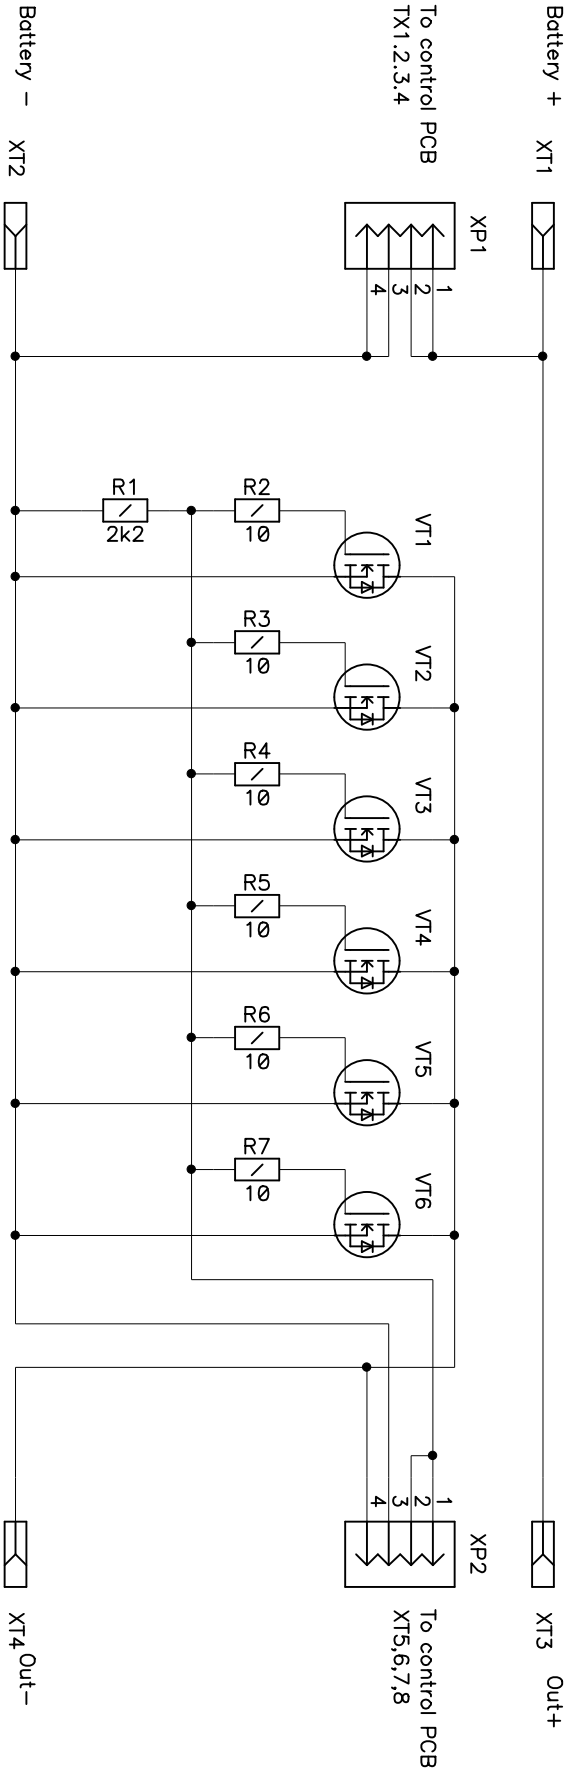 Battery +
XT1
To control PCB
TX1.2.3.4
XP1
1
2
3
4
Battery -
XT2
R1
2k2
R2
10
VT1
R3
10
VT2
R4
10
VT3
R5
10
VT4
R6
10
VT5
R7
10
VT6
1
2
3
4
XP2
To control PCB
XT5,6,7,8
XT3
Out+
XT4
Out-